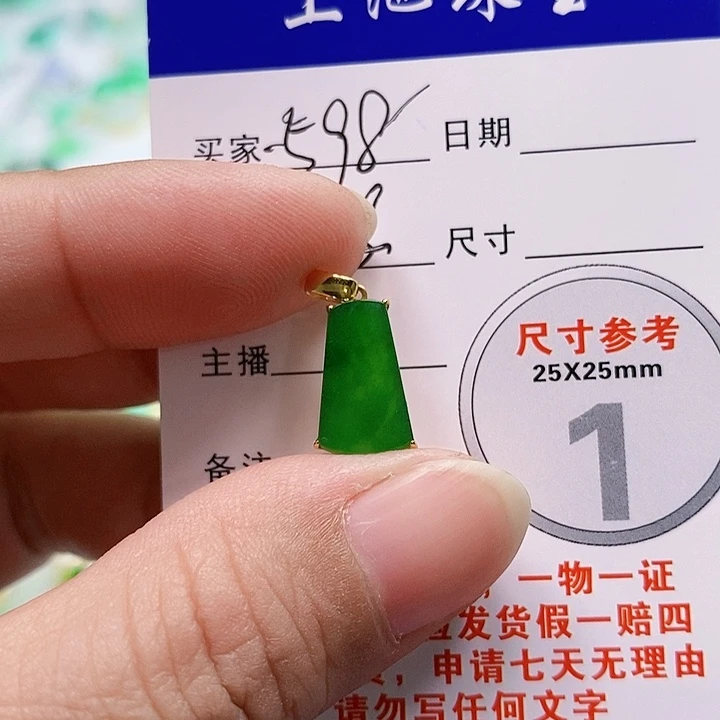 买家 598 日期
尺寸
主播
尺寸参考
25X25mm
1
备注
，一物一证
发货假一赔四
，申请七天无理由
请勿写任何文字